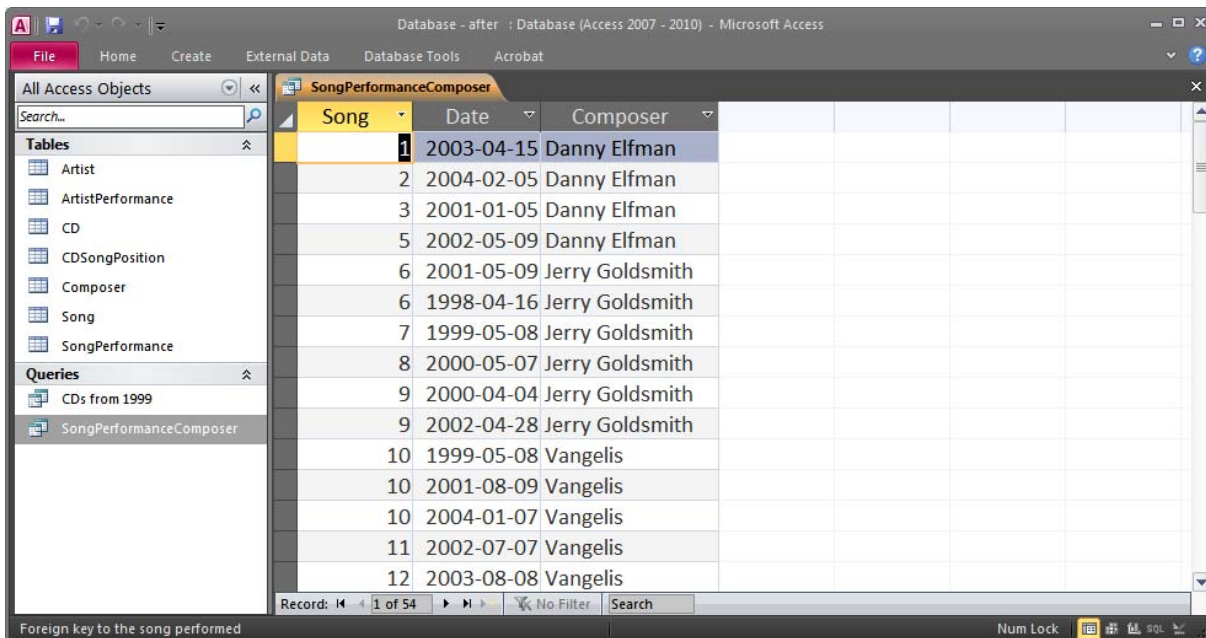 Database - after : Database (Access 2007 - 2010) - Microsoft Access
File Home Create External Data Database Tools Acrobat
All Access Objects
Search...
Tables
Artist
ArtistPerformance
CD
CDSongPosition
Composer
Song
SongPerformance
Queries
CDs from 1999
SongPerformanceComposer
SongPerformanceComposer
Song Date Composer
1 2003-04-15 Danny Elfman
2 2004-02-05 Danny Elfman
3 2001-01-05 Danny Elfman
5 2002-05-09 Danny Elfman
6 2001-05-09 Jerry Goldsmith
6 1998-04-16 Jerry Goldsmith
7 1999-05-08 Jerry Goldsmith
8 2000-05-07 Jerry Goldsmith
9 2000-04-04 Jerry Goldsmith
9 2002-04-28 Jerry Goldsmith
10 1999-05-08 Vangelis
10 2001-08-09 Vangelis
10 2004-01-07 Vangelis
11 2002-07-07 Vangelis
12 2003-08-08 Vangelis
Record: 1 of 54 No Filter Search
Foreign key to the song performed Num Lock SQL